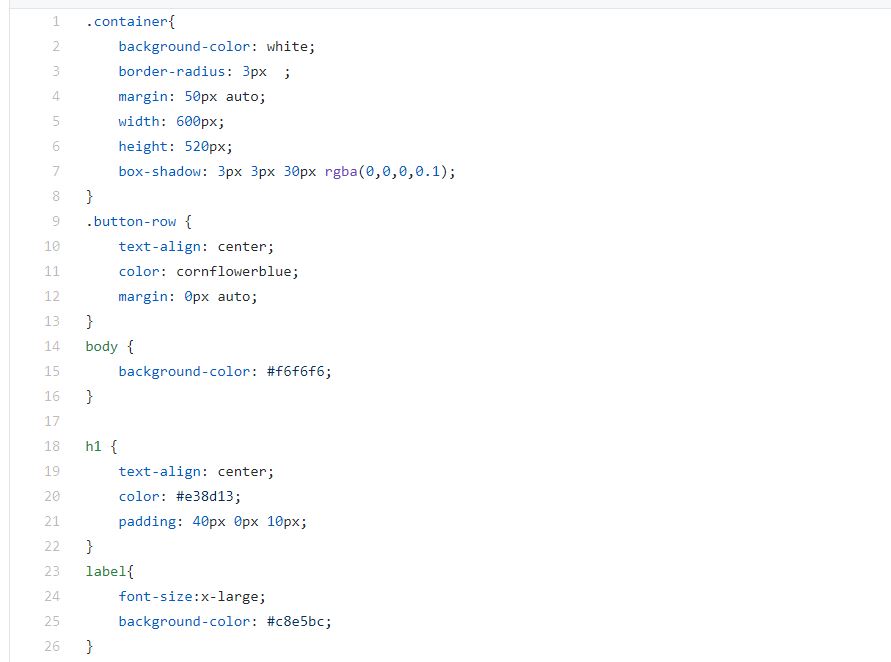 1 .container{
2     background-color: white;
3     border-radius: 3px  ;
4     margin: 50px auto;
5     width: 600px;
6     height: 520px;
7     box-shadow: 3px 3px 30px rgba(0,0,0,0.1);
8 }
9 .button-row {
10     text-align: center;
11     color: cornflowerblue;
12     margin: 0px auto;
13 }
14 body {
15     background-color: #f6f6f6;
16 }
17
18 h1 {
19     text-align: center;
20     color: #e38d13;
21     padding: 40px 0px 10px;
22 }
23 label{
24     font-size:x-large;
25     background-color: #c8e5bc;
26 }